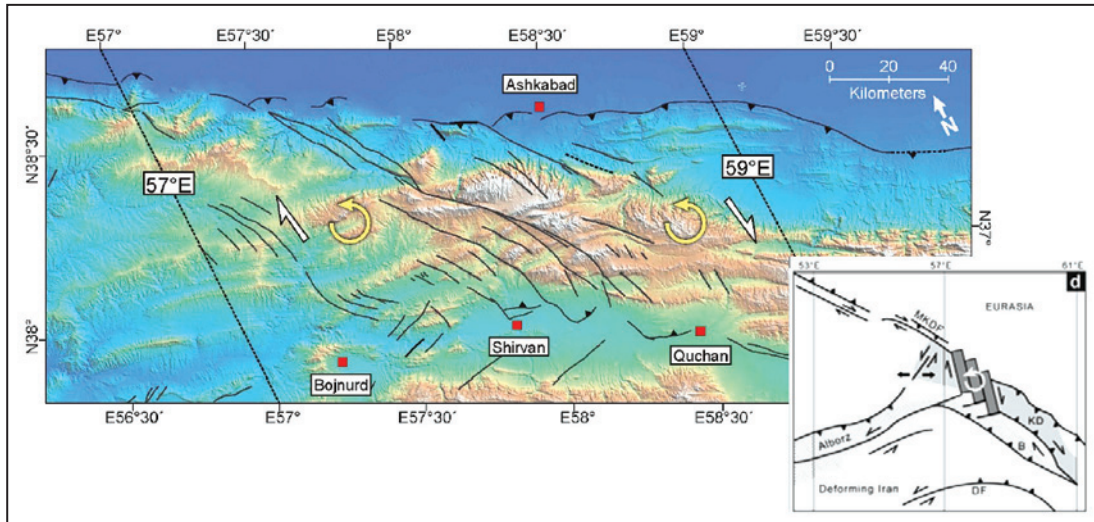 E57° E57°30' E58° E58°30' E59° E59°30'
0 20 40
Kilometers
N
Ashkabad
N38°30'
57°E
59°E
N37°
N38°
Shirvan
Quchan
Bojnurd
E56°30' E57° E57°30' E58° E58°30'
53°E 57°E 61°E
d
EURASIA
MKDF
KD
B
Alborz
Deforming Iran
DF